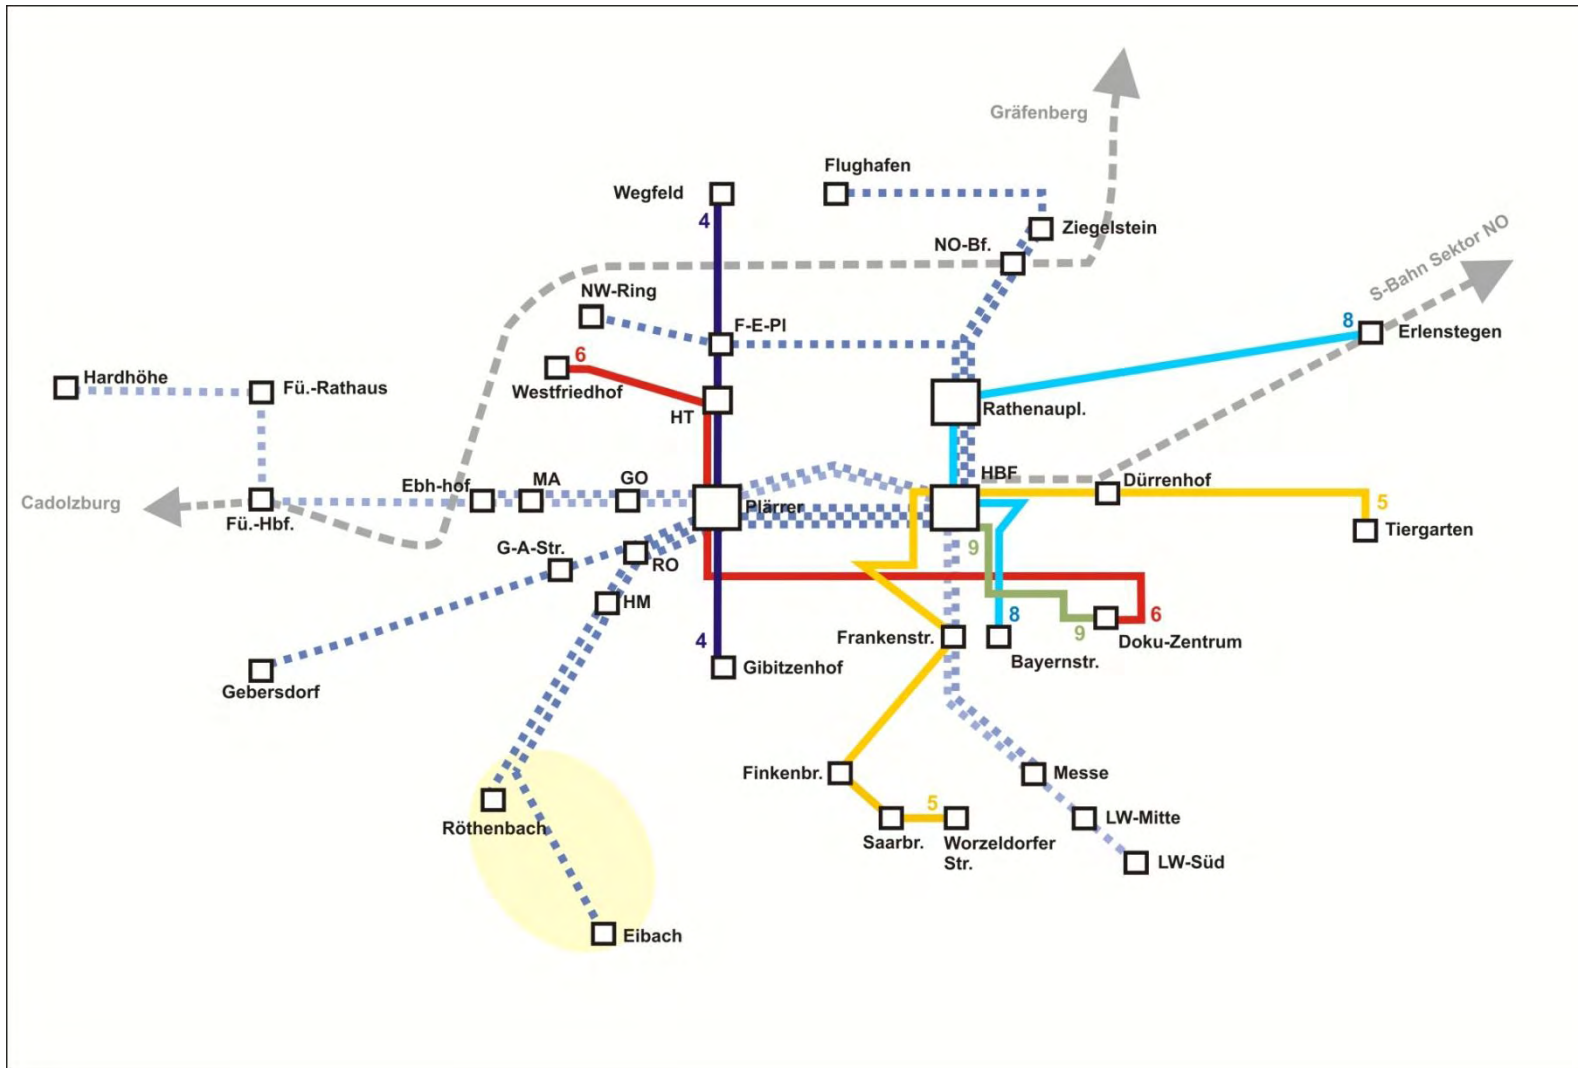 Gräfenberg
Flughafen
Wegfeld
4
Ziegelstein
NO-Bf.
S-Bahn Sektor NO
NW-Ring
F-E-Pl
8
Erlenstegen
6
Hardhöhe
Fü.-Rathaus
Westfriedhof
HT
Rathenaupl.
HBF
Ebh-hof
MA
GO
Dürrenhof
Cadolzburg
Fü.-Hbf.
Plärrer
5
Tiergarten
G-A-Str.
RO
9
HM
8
9
6
4
Frankenstr.
Bayernstr.
Doku-Zentrum
Gibitzenhof
Gebersdorf
Finkenbr.
Messe
5
Röthenbach
Saarbr.
Worzeldorfer
Str.
LW-Mitte
LW-Süd
Eibach